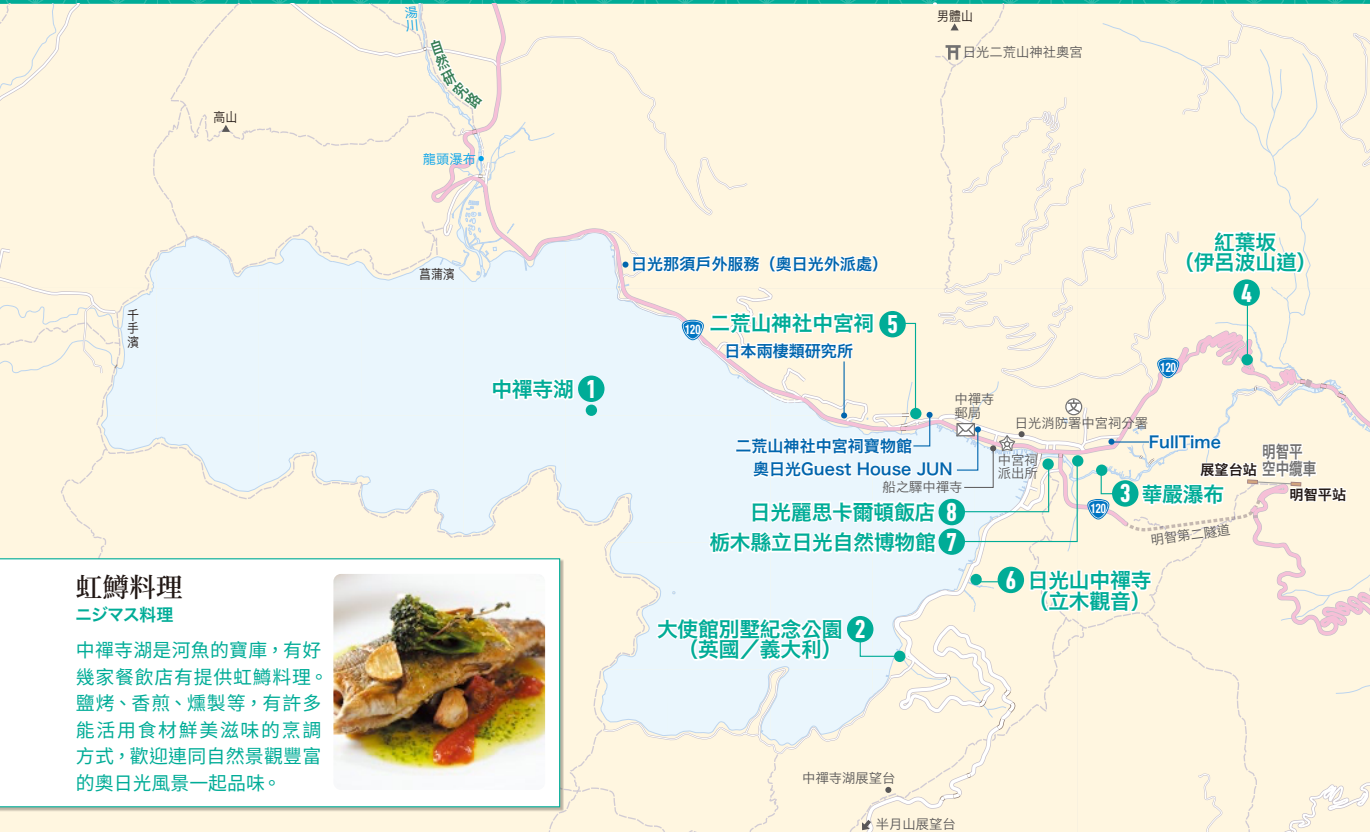 湯川
自然研究路
男體山
日光二荒山神社奧宮
高山
龍頭瀑布
菖蒲濱
日光那須戶外服務（奧日光外派處）
紅葉坂
（伊呂波山道）
4
千手濱
120
二荒山神社中宮祠 5
日本兩棲類研究所
120
中禪寺湖 1
中禪寺
郵局
文
日光消防署中宮祠分署
二荒山神社中宮祠寶物館
FullTime
奧日光Guest House JUN
中宮祠
派出所
明智平
空中纜車
展望台站
明智平站
船之驛中禪寺
3 華嚴瀑布
日光麗思卡爾頓飯店 8
120
栃木縣立日光自然博物館 7
明智第二隧道
6 日光山中禪寺
（立木觀音）
大使館別墅紀念公園 2
（英國／義大利）
虹鱒料理
ニジマス料理
中禪寺湖是河魚的寶庫，有好
幾家餐飲店有提供虹鱒料理。
鹽烤、香煎、燻製等，有許多
能活用食材鮮美滋味的烹調
方式，歡迎連同自然景觀豐富
的奧日光風景一起品味。
中禪寺湖展望台
半月山展望台